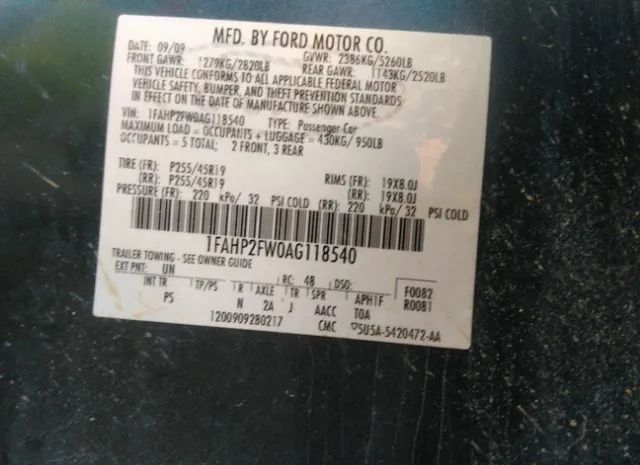 MFD. BY FORD MOTOR CO.
DATE: 09/09 GVWR: 2386KG/5260LB
FRONT GAWR: 1279KG/2820LB REAR GAWR: 1143KG/2520LB
THIS VEHICLE CONFORMS TO ALL APPLICABLE FEDERAL MOTOR
VEHICLE SAFETY, BUMPER, AND THEFT PREVENTION STANDARDS
IN EFFECT ON THE DATE OF MANUFACTURE SHOWN ABOVE.
VIN: 1FAHP2FW0AG118540 TYPE: Passenger Car
MAXIMUM LOAD = OCCUPANTS + LUGGAGE = 430KG/ 950LB
OCCUPANTS = 5 TOTAL; 2 FRONT, 3 REAR
TIRE (FR): P255/45R19 RIMS (FR): 19X8.0J
(RR): P255/45R19 (RR): 19X8.0J
PRESSURE (FR): 220 kPa/ 32 PSI COLD (RR): 220 kPa/ 32 PSI COLD
1FAHP2FW0AG118540
TRAILER TOWING - SEE OWNER GUIDE
EXT PNT: UN RC: 48 DSO: F0082
INT TR TP/PS R AXLE TR SPR APH1F R0081
PS N 2A J AACC TOA
1200909280217 CMC ▽5U5A-5420472-AA